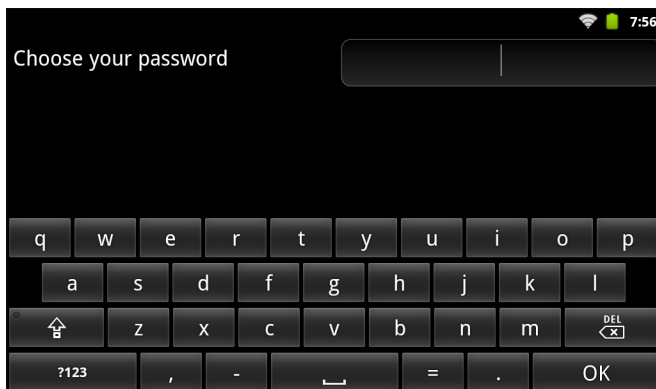 7:56
Choose your password
q w e r t y u i o p
a s d f g h j k l
z x c v b n m DEL
?123 , - = . OK